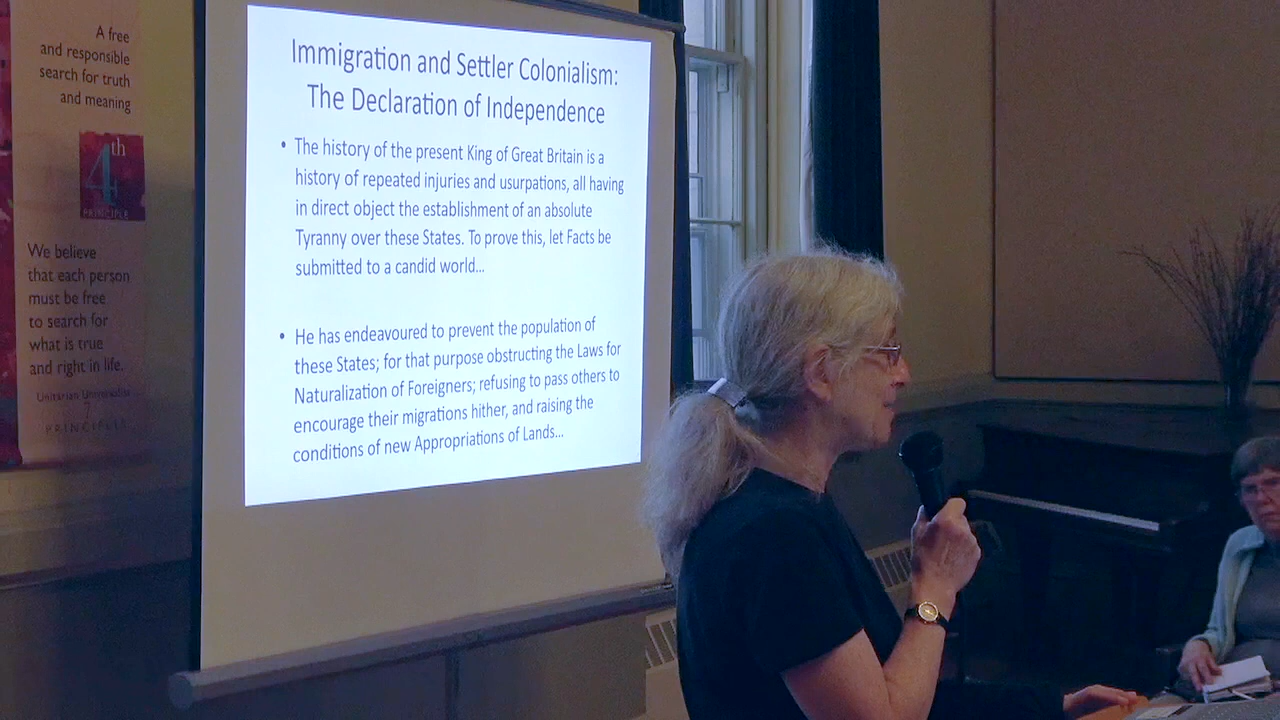 A free
and responsible
search for truth
and meaning
4th
PRINCIPLE
We believe
that each person
must be free
to search for
what is true
and right in life.
Unitarian Universalist
7
PRINCIPLES
Immigration and Settler Colonialism:
The Declaration of Independence
• The history of the present King of Great Britain is a
history of repeated injuries and usurpations, all having
in direct object the establishment of an absolute
Tyranny over these States. To prove this, let Facts be
submitted to a candid world...
• He has endeavoured to prevent the population of
these States; for that purpose obstructing the Laws for
Naturalization of Foreigners; refusing to pass others to
encourage their migrations hither, and raising the
conditions of new Appropriations of Lands...